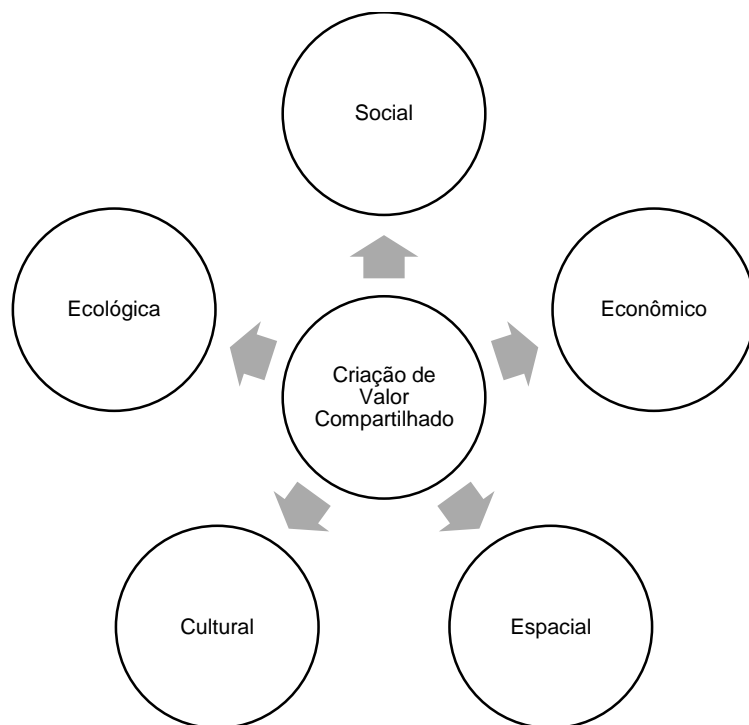 Social
Ecológica
Econômico
Criação de
Valor
Compartilhado
Cultural
Espacial